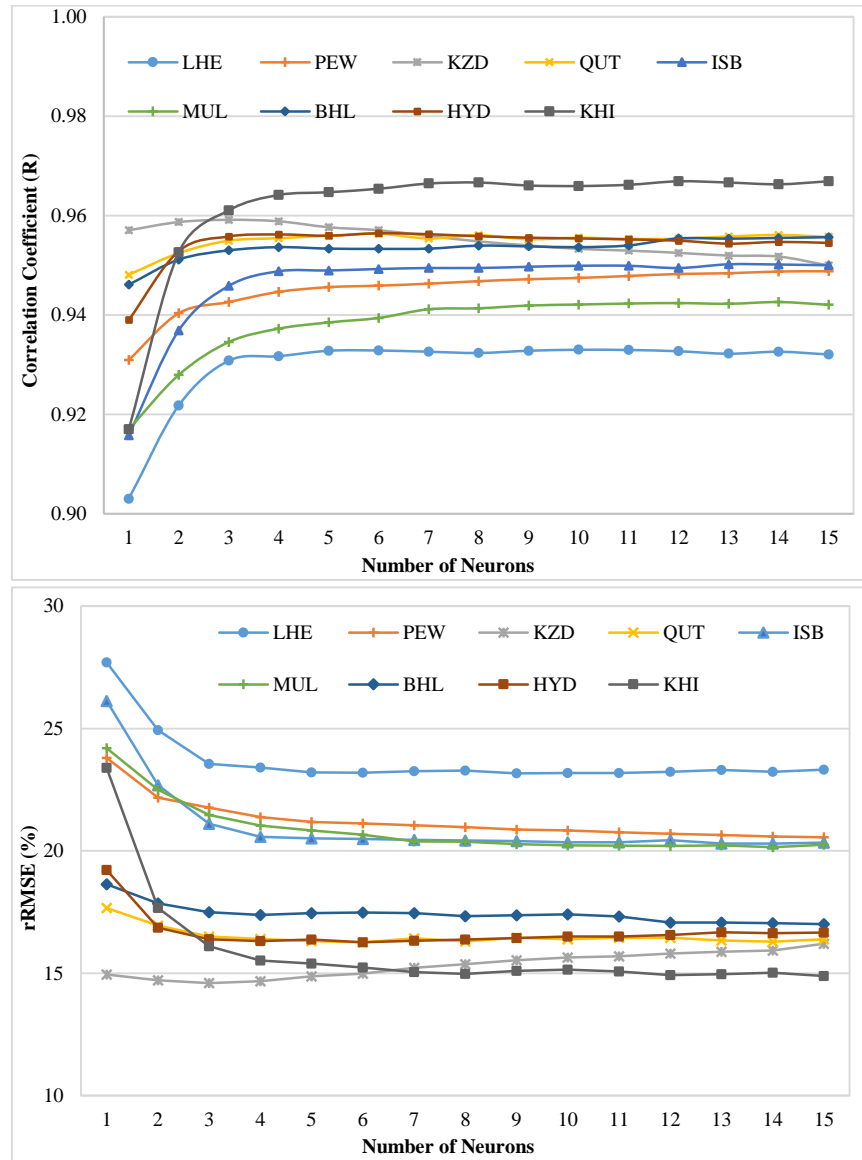 1.00
0.98
0.96
0.94
0.92
0.90
Correlation Coefficient (R)
LHE PEW KZD QUT ISB
MUL BHL HYD KHI
1 2 3 4 5 6 7 8 9 10 11 12 13 14 15
Number of Neurons
30
25
20
15
10
rRMSE (%)
LHE PEW KZD QUT ISB
MUL BHL HYD KHI
1 2 3 4 5 6 7 8 9 10 11 12 13 14 15
Number of Neurons